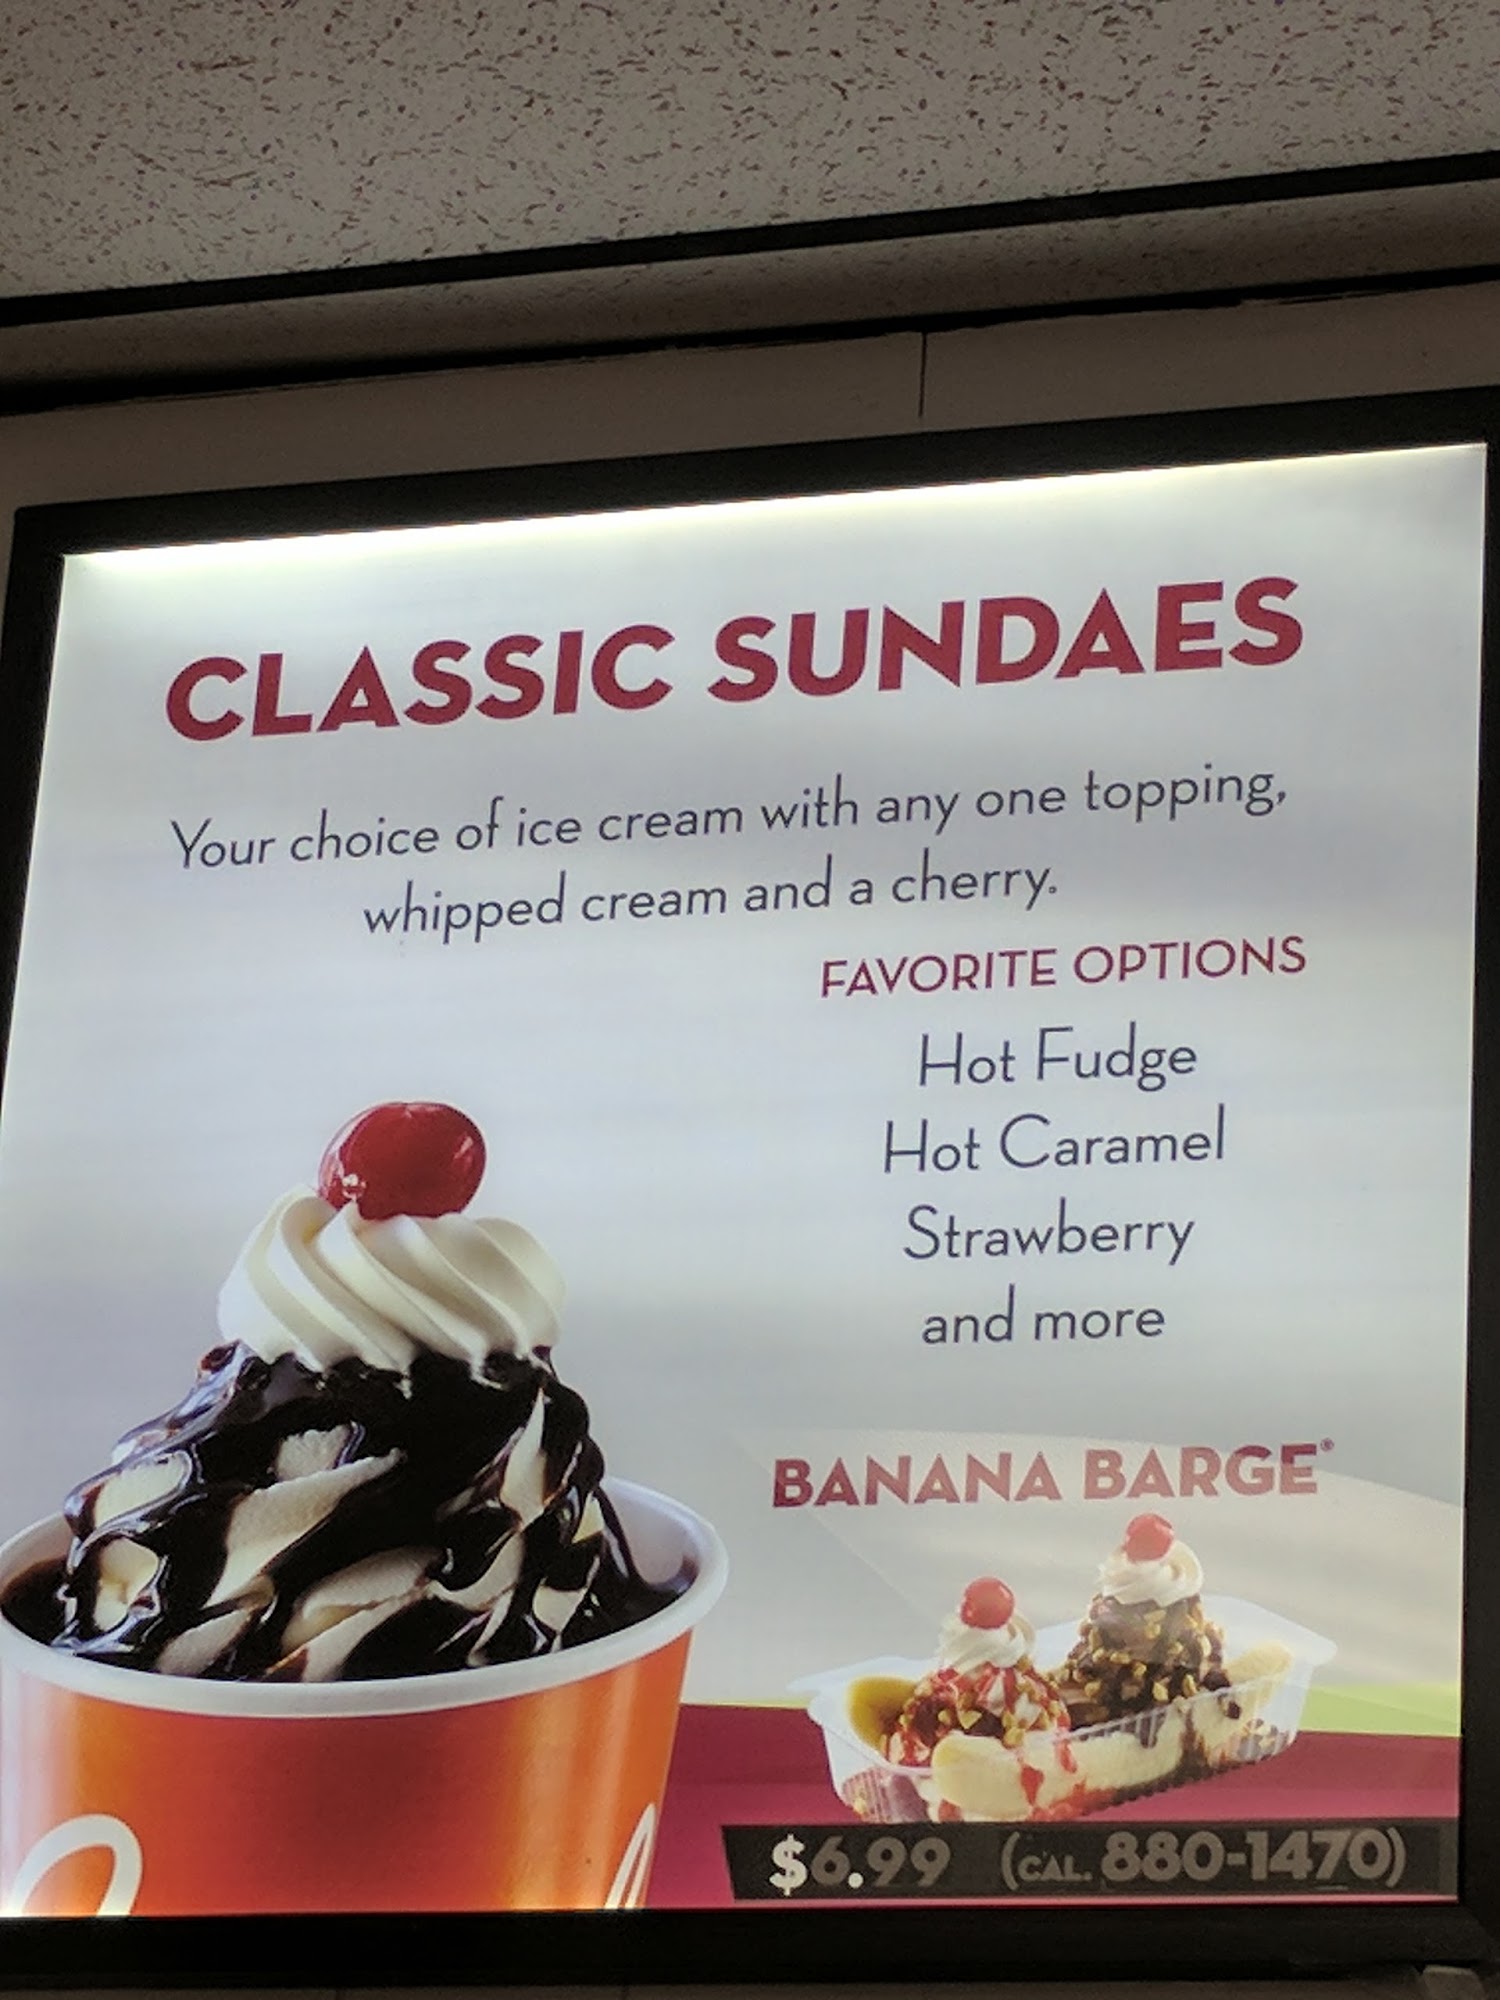 CLASSIC SUNDAES
Your choice of ice cream with any one topping,
whipped cream and a cherry.
FAVORITE OPTIONS
Hot Fudge
Hot Caramel
Strawberry
and more
BANANA BARGE®
$6.99 (CAL. 880-1470)